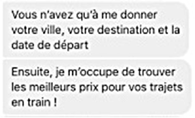 Vous n'avez qu'à me donner
votre ville, votre destination et la
date de départ
Ensuite, je m'occupe de trouver
les meilleurs prix pour vos trajets
en train !